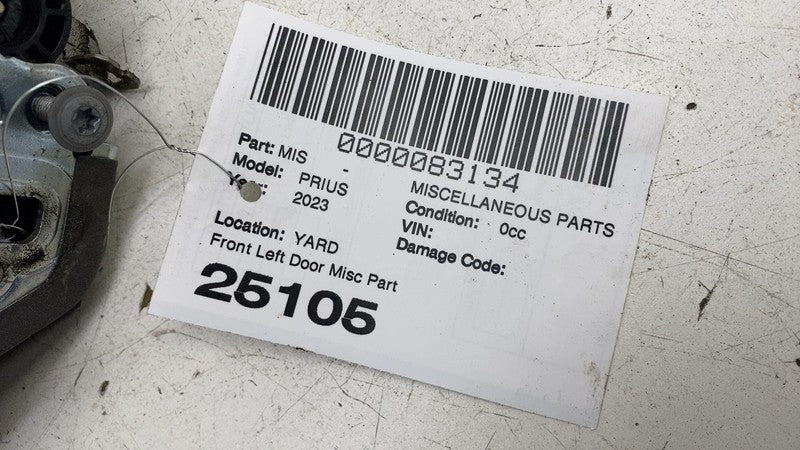 0000083134
Part: MIS - MISCELLANEOUS PARTS
Model: PRIUS Condition: 0cc
2023 VIN:
Location: YARD Damage Code:
Front Left Door Misc Part
25105